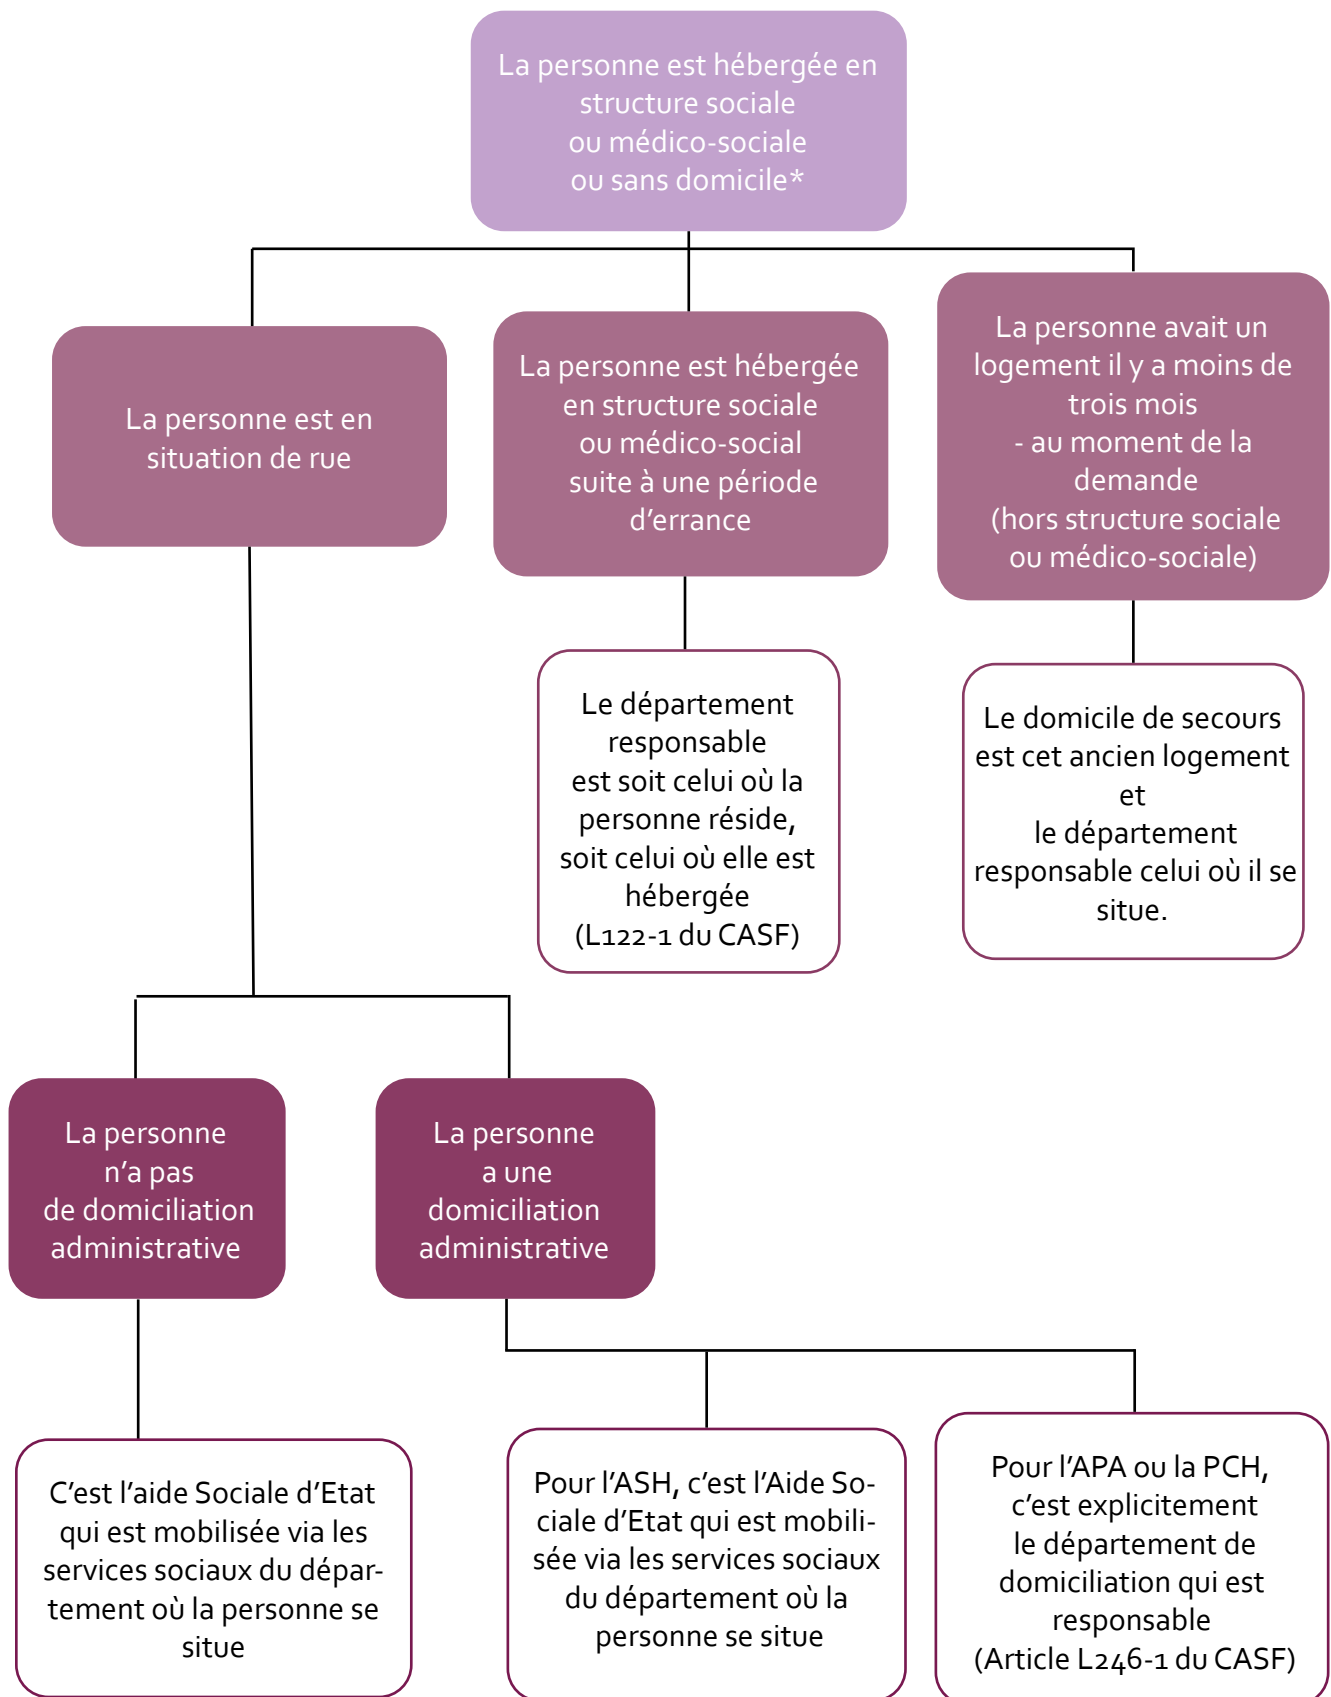 La personne est hébergée en
structure sociale
ou médico-sociale
ou sans domicile*
La personne est en
situation de rue
La personne est hébergée
en structure sociale
ou médico-social
suite à une période
d'errance
La personne avait un
logement il y a moins de
trois mois
- au moment de la
demande
(hors structure sociale
ou médico-sociale)
Le département
responsable
est soit celui où la
personne réside,
soit celui où elle est
hébergée
(L122-1 du CASF)
Le domicile de secours
est cet ancien logement
et
le département
responsable celui où il se
situe.
La personne
n'a pas
de domiciliation
administrative
La personne
a une
domiciliation
administrative
C'est l'aide Sociale d'Etat
qui est mobilisée via les
services sociaux du dépar-
tement où la personne se
situe
Pour l'ASH, c'est l'Aide So-
ciale d'Etat qui est mobili-
sée via les services sociaux
du département où la
personne se situe
Pour l'APA ou la PCH,
c'est explicitement
le département de
domiciliation qui est
responsable
(Article L246-1 du CASF)